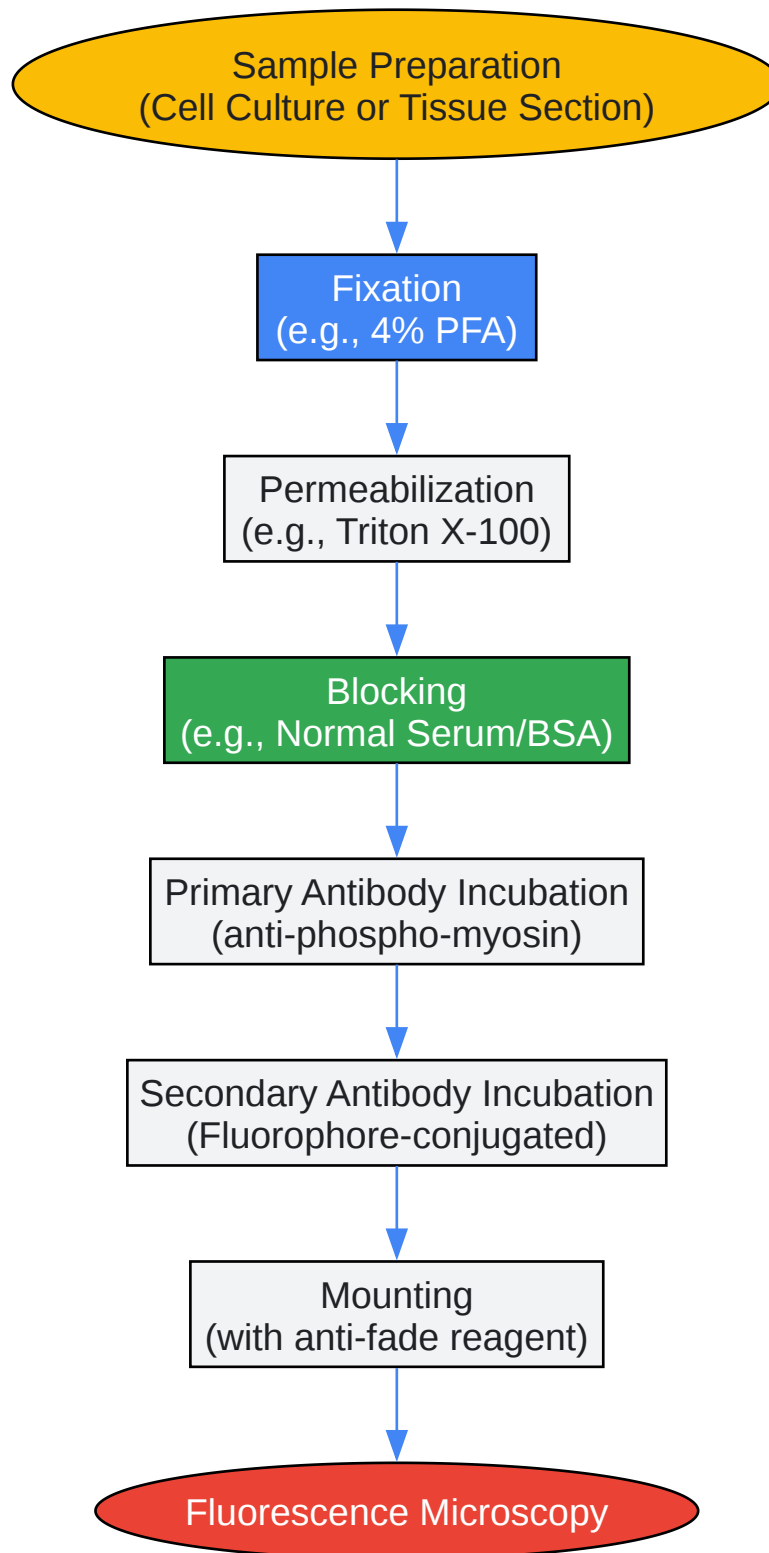 Sample Preparation
(Cell Culture or Tissue Section)
Fixation
(e.g., 4% PFA)
Permeabilization
(e.g., Triton X-100)
Blocking
(e.g., Normal Serum/BSA)
Primary Antibody Incubation
(anti-phospho-myosin)
Secondary Antibody Incubation
(Fluorophore-conjugated)
Mounting
(with anti-fade reagent)
Fluorescence Microscopy